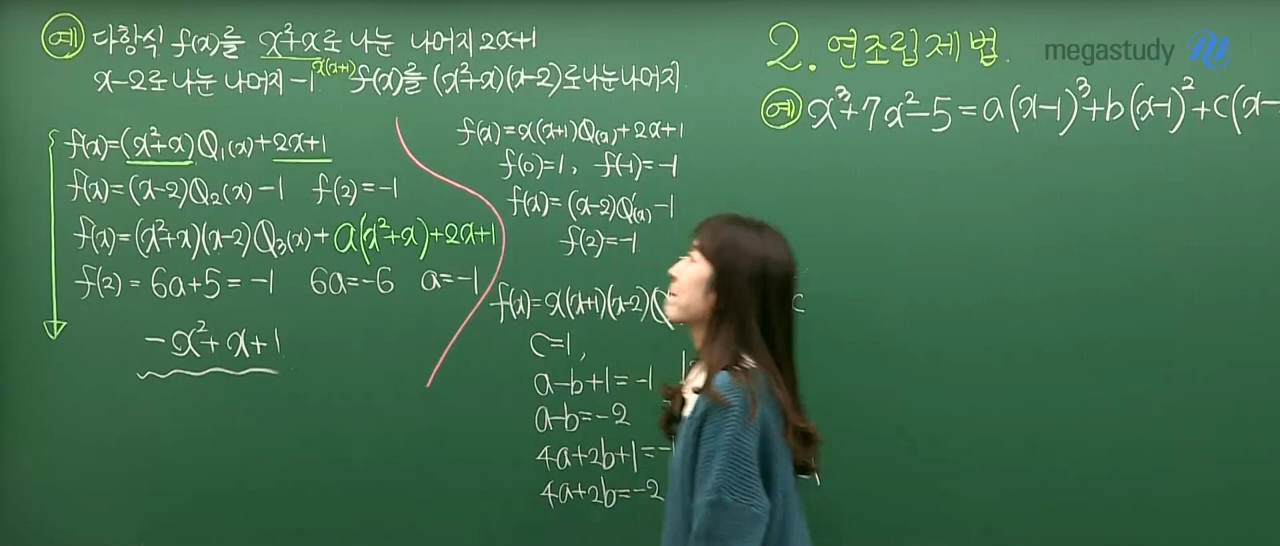 예 다항식 f(x)를 x²+x로 나눈 나머지 2x+1
x-2로 나눈 나머지 -1 f(x)를 (x²+x)(x-2)로 나눈 나머지
x(x+1)
f(x)=(x²+x)Q₁(x)+2x+1
f(x)=(x-2)Q₂(x)-1 f(2)=-1
f(x)=(x²+x)(x-2)Q₃(x)+a(x²+x)+2x+1
f(2)=6a+5=-1 6a=-6 a=-1
-x²+x+1
f(x)=x(x+1)Q(x)+2x+1
f(0)=1, f(-1)=-1
f(x)=(x-2)Q'(x)-1
f(2)=-1
f(x)=x(x+1)(x-2)Q
c=1,
a-b+1=-1
a-b=-2
4a+2b+1=-1
4a+2b=-2
2. 연조립제법
megastudy
예 x³+7x²-5=a(x-1)³+b(x-1)²+c(x-